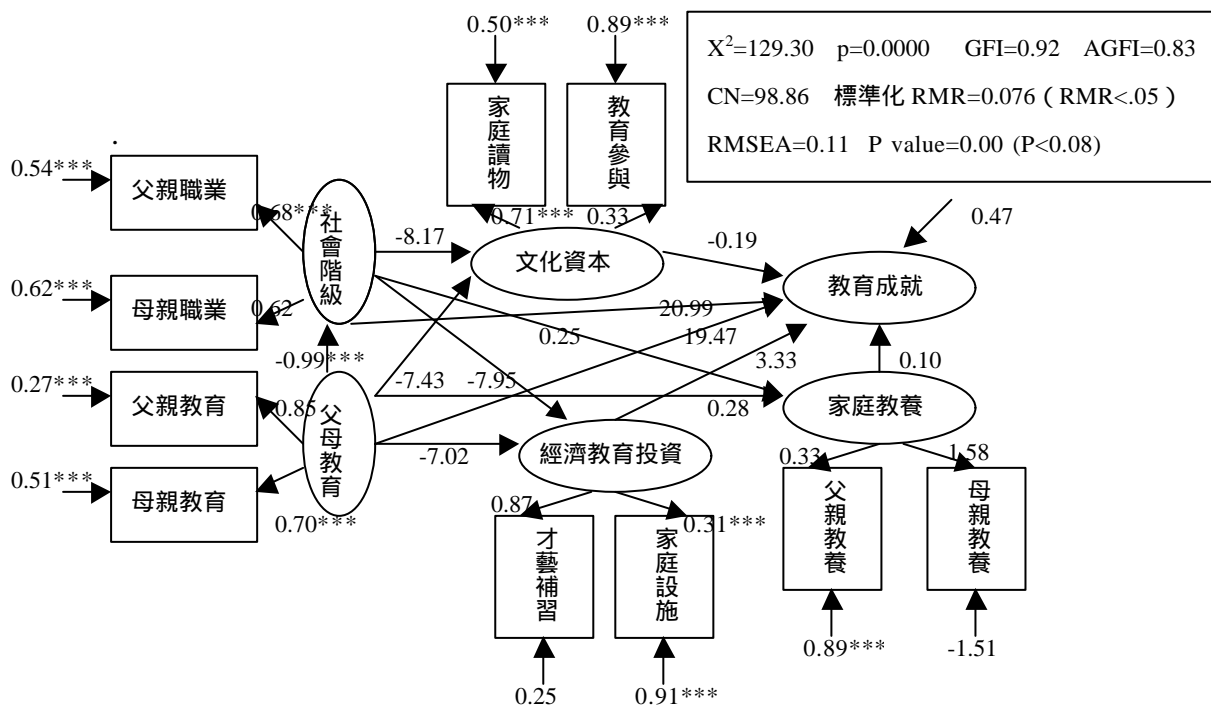 0.50***
0.89***
X²=129.30 p=0.0000 GFI=0.92 AGFI=0.83
CN=98.86 標準化 RMR=0.076（RMR<.05）
RMSEA=0.11 P value=0.00 (P<0.08)
家庭讀物
教育參與
0.54***
父親職業
0.68***
社會階級
-8.17
0.71***
0.33
文化資本
-0.19
0.47
教育成就
0.62***
母親職業
0.62
20.99
0.25
19.47
-0.99***
3.33
0.10
0.27***
父親教育
0.85
父母教育
-7.43
-7.95
0.28
家庭教養
0.51***
母親教育
0.70***
-7.02
經濟教育投資
0.33
1.58
0.87
0.31***
才藝補習
家庭設施
父親教養
母親教養
0.25
0.91***
0.89***
-1.51